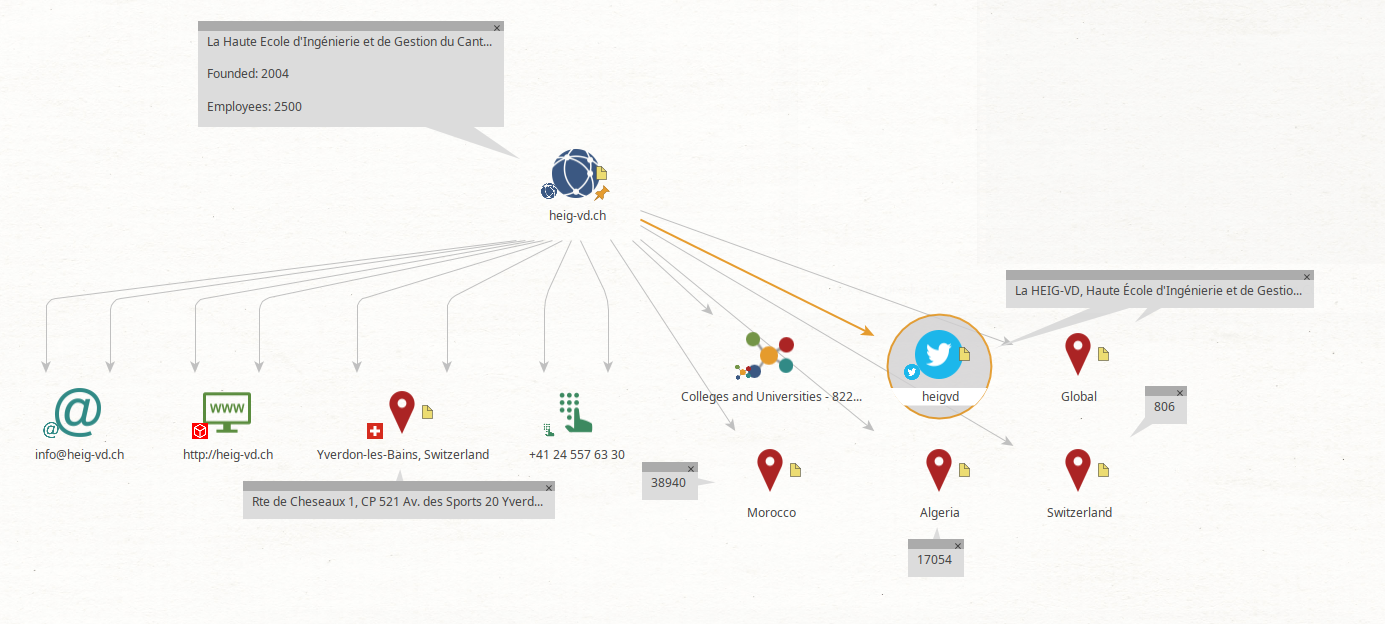 La Haute Ecole d'Ingénierie et de Gestion du Cant...
Founded: 2004
Employees: 2500
heig-vd.ch
La HEIG-VD, Haute École d'Ingénierie et de Gestio...
www
info@heig-vd.ch
http://heig-vd.ch
Yverdon-les-Bains, Switzerland
+41 24 557 63 30
Colleges and Universities - 822...
heigvd
Global
806
Rte de Cheseaux 1, CP 521 Av. des Sports 20 Yverd...
38940
Morocco
Algeria
Switzerland
17054